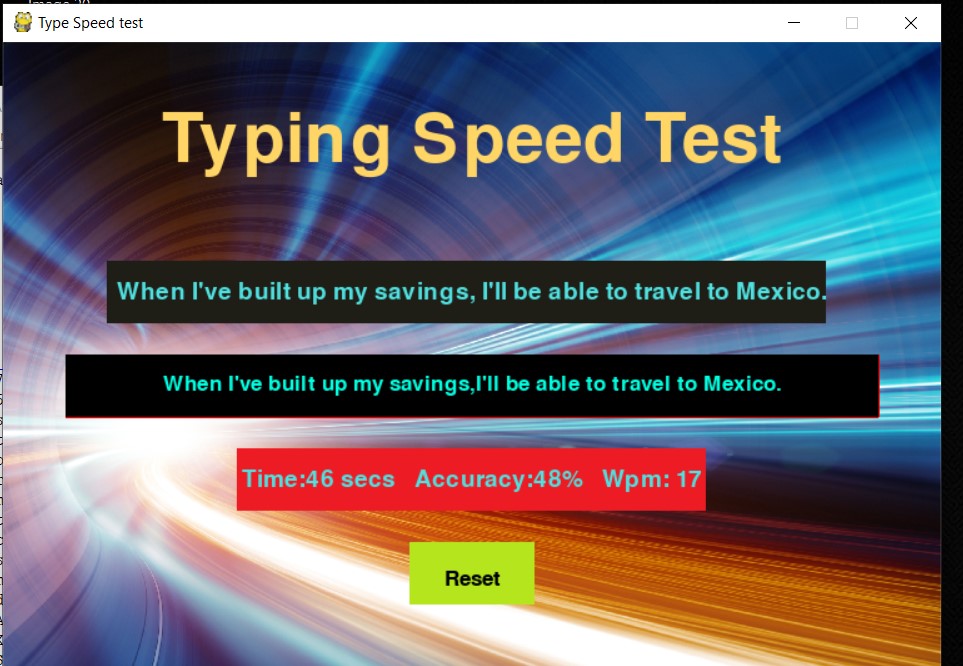 Type Speed test
Typing Speed Test
When I've built up my savings, I'll be able to travel to Mexico.
When I've built up my savings,I'll be able to travel to Mexico.
Time:46 secs Accuracy:48% Wpm: 17
Reset